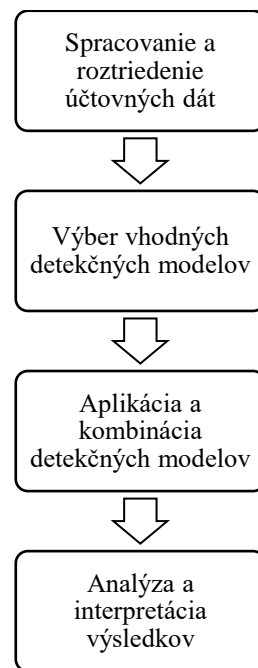 Spracovanie a
roztriedenie
účtovných dát
Výber vhodných
detekčných modelov
Aplikácia a
kombinácia
detekčných modelov
Analýza a
interpretácia
výsledkov